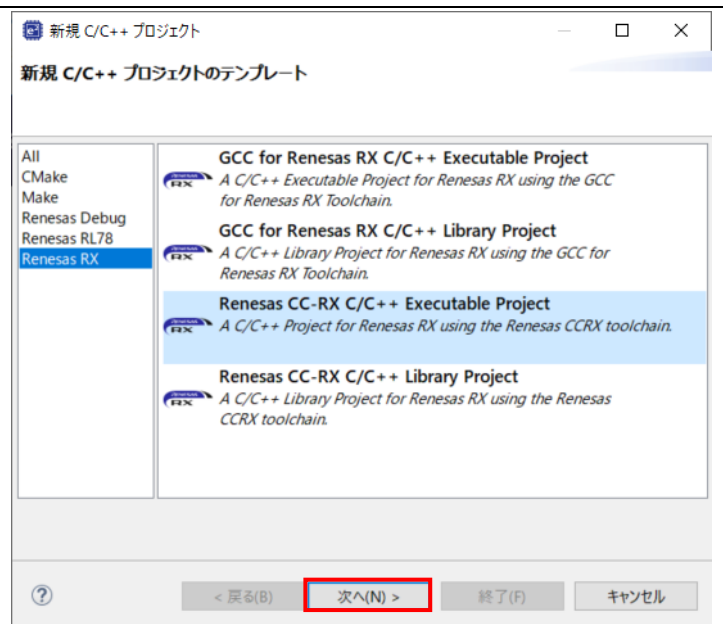 新規 C/C++ プロジェクト
新規 C/C++ プロジェクトのテンプレート
All
CMake
Make
Renesas Debug
Renesas RL78
Renesas RX
GCC for Renesas RX C/C++ Executable Project
A C/C++ Executable Project for Renesas RX using the GCC
for Renesas RX Toolchain.
GCC for Renesas RX C/C++ Library Project
A C/C++ Library Project for Renesas RX using the GCC for
Renesas RX Toolchain.
Renesas CC-RX C/C++ Executable Project
A C/C++ Project for Renesas RX using the Renesas CCRX toolchain.
Renesas CC-RX C/C++ Library Project
A C/C++ Library Project for Renesas RX using the Renesas
CCRX toolchain.
RX
RX
RX
RX
?
< 戻る(B)
次へ(N) >
終了(F)
キャンセル